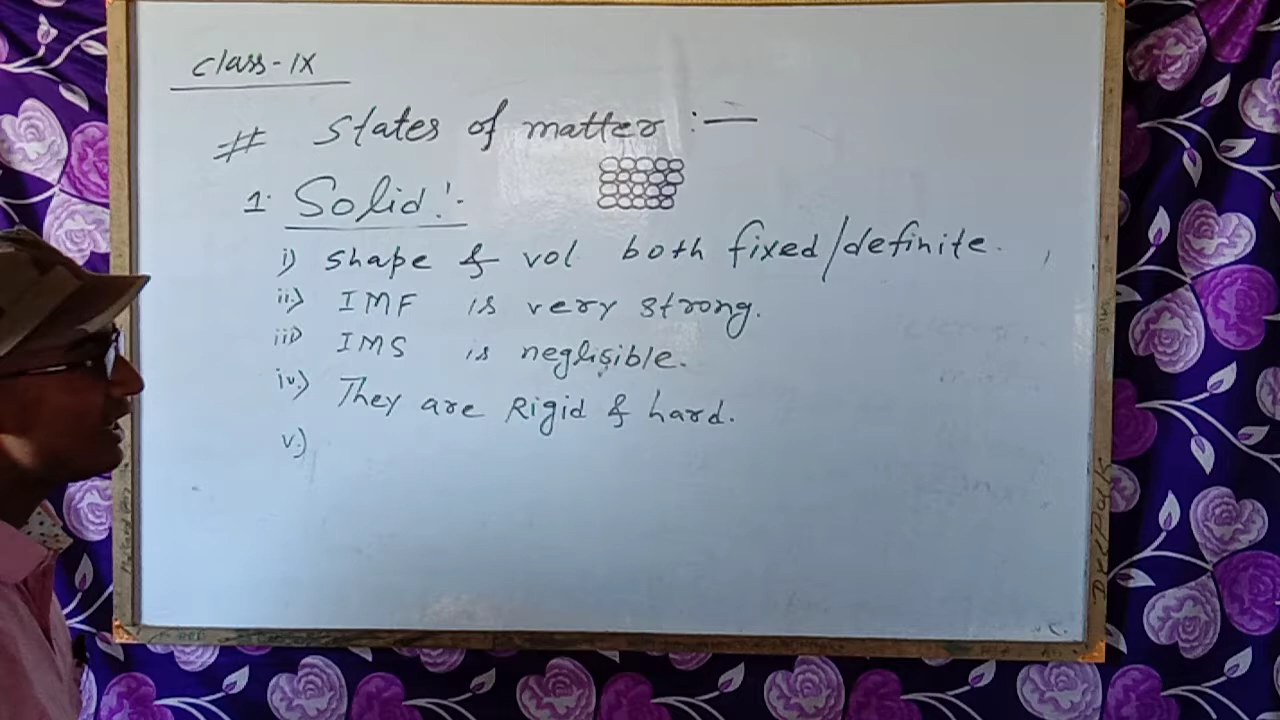 class-IX
# States of matter :—
1. Solid :-
i) shape & vol both fixed/definite.
ii) IMF is very strong.
iii) IMS is negligible.
iv.) They are Rigid & hard.
v.)
DeePaK